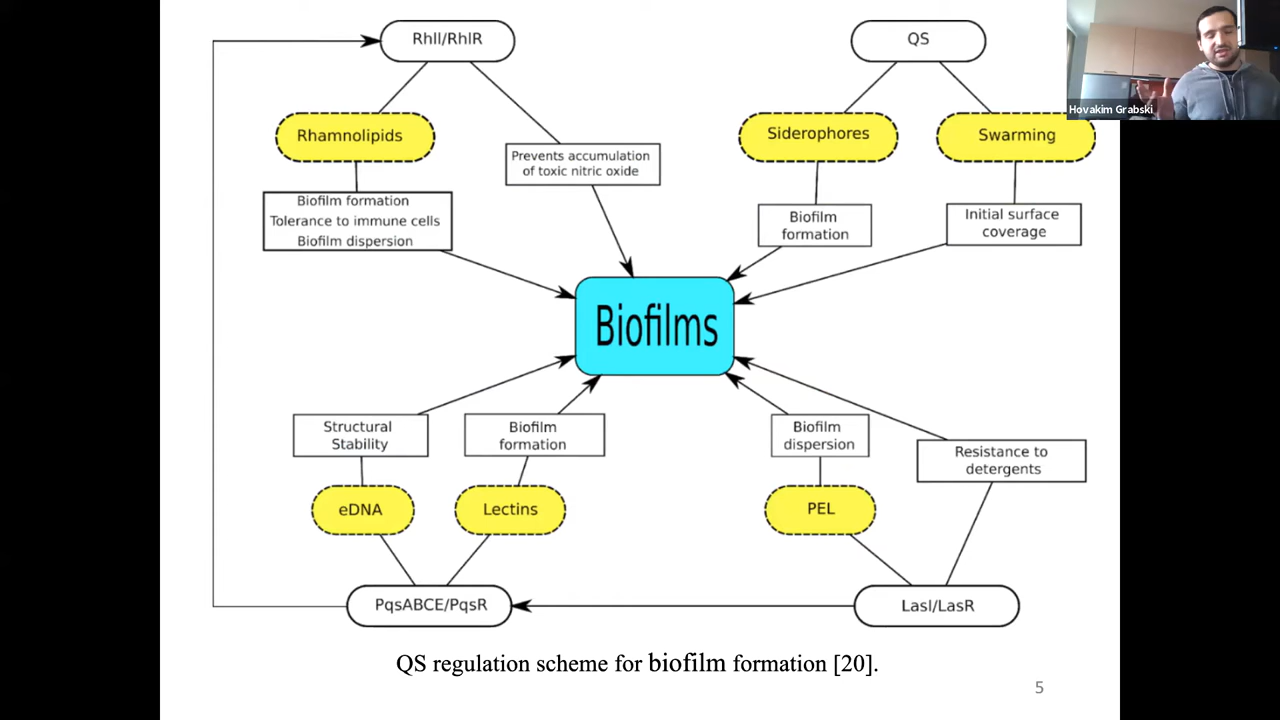 RhlI/RhlR
QS
Hovakim Grabski
Rhamnolipids
Siderophores
Swarming
Prevents accumulation
of toxic nitric oxide
Biofilm formation
Tolerance to immune cells
Biofilm dispersion
Biofilm
formation
Initial surface
coverage
Biofilms
Structural
Stability
Biofilm
formation
Biofilm
dispersion
Resistance to
detergents
eDNA
Lectins
PEL
PqsABCE/PqsR
LasI/LasR
QS regulation scheme for biofilm formation [20].
5